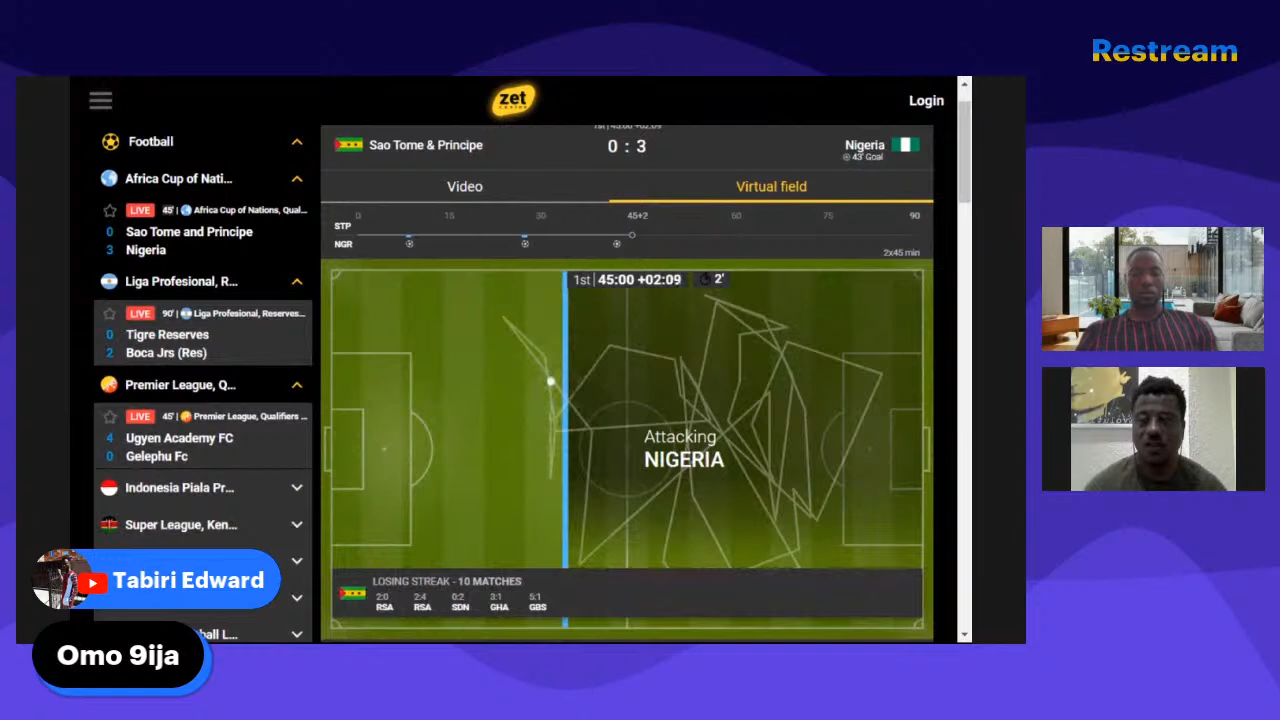 Restream
zet
Login
Football
Africa Cup of Nati...
LIVE 45' | Africa Cup of Nations, Qual...
0 Sao Tome and Principe
3 Nigeria
Liga Profesional, R...
LIVE 90' | Liga Profesional, Reserves...
0 Tigre Reserves
2 Boca Jrs (Res)
Premier League, Q...
LIVE 45' | Premier League, Qualifiers ...
4 Ugyen Academy FC
0 Gelephu Fc
Indonesia Piala Pr...
Super League, Ken...
ball L...
Sao Tome & Principe
0 : 3
Nigeria
43' Goal
Video
Virtual field
0 15 30 45+2 60 75 90
STP
NGR
2x45 min
1st | 45:00 +02:09 2'
Attacking
NIGERIA
LOSING STREAK - 10 MATCHES
2:0 2:4 0:2 3:1 5:1
RSA RSA SDN GHA GBS
Tabiri Edward
Omo 9ija